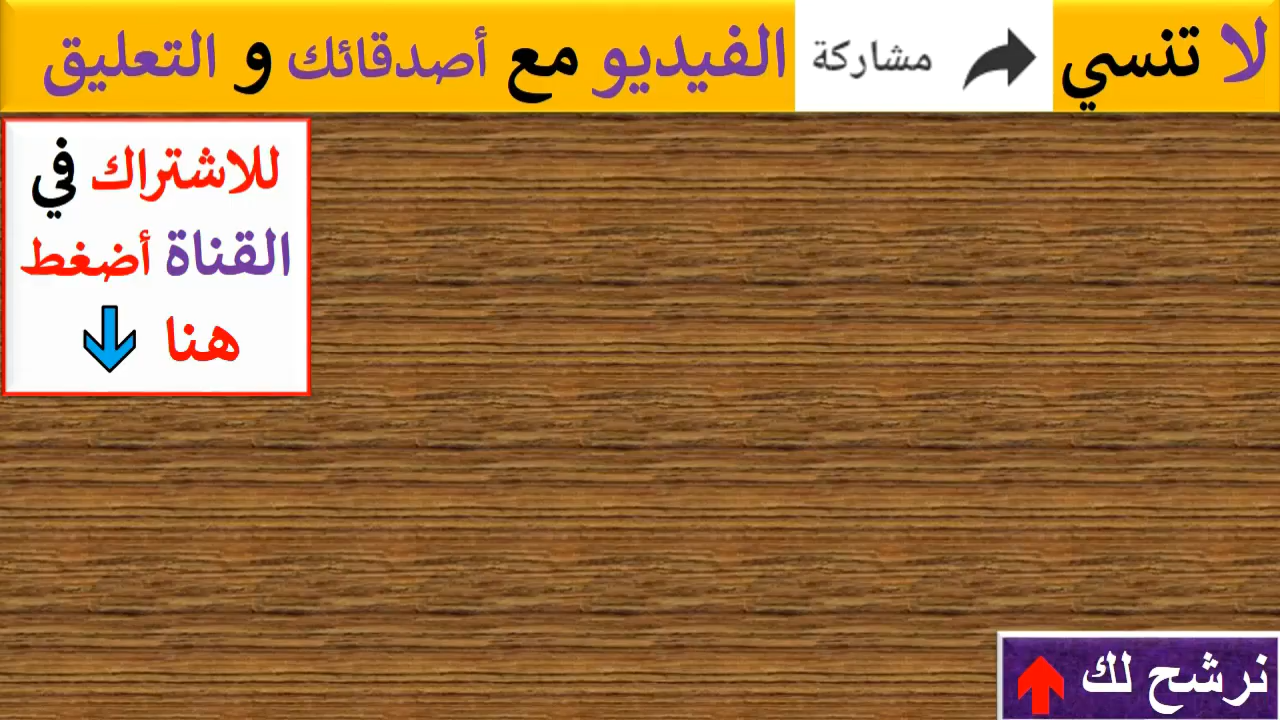 لا تنسي مشاركة الفيديو مع أصدقائك و التعليق
للاشتراك في
القناة أضغط
هنا
نرشح لك